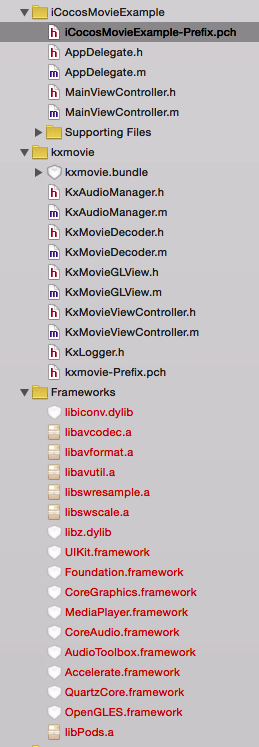 iCocosMovieExample
h iCocosMovieExample-Prefix.pch
h AppDelegate.h
m AppDelegate.m
h MainViewController.h
m MainViewController.m
Supporting Files
kxmovie
kxmovie.bundle
h KxAudioManager.h
m KxAudioManager.m
h KxMovieDecoder.h
m KxMovieDecoder.m
h KxMovieGLView.h
m KxMovieGLView.m
h KxMovieViewController.h
m KxMovieViewController.m
h KxLogger.h
h kxmovie-Prefix.pch
Frameworks
libiconv.dylib
libavcodec.a
libavformat.a
libavutil.a
libswresample.a
libswscale.a
libz.dylib
UIKit.framework
Foundation.framework
CoreGraphics.framework
MediaPlayer.framework
CoreAudio.framework
AudioToolbox.framework
Accelerate.framework
QuartzCore.framework
OpenGLES.framework
libPods.a